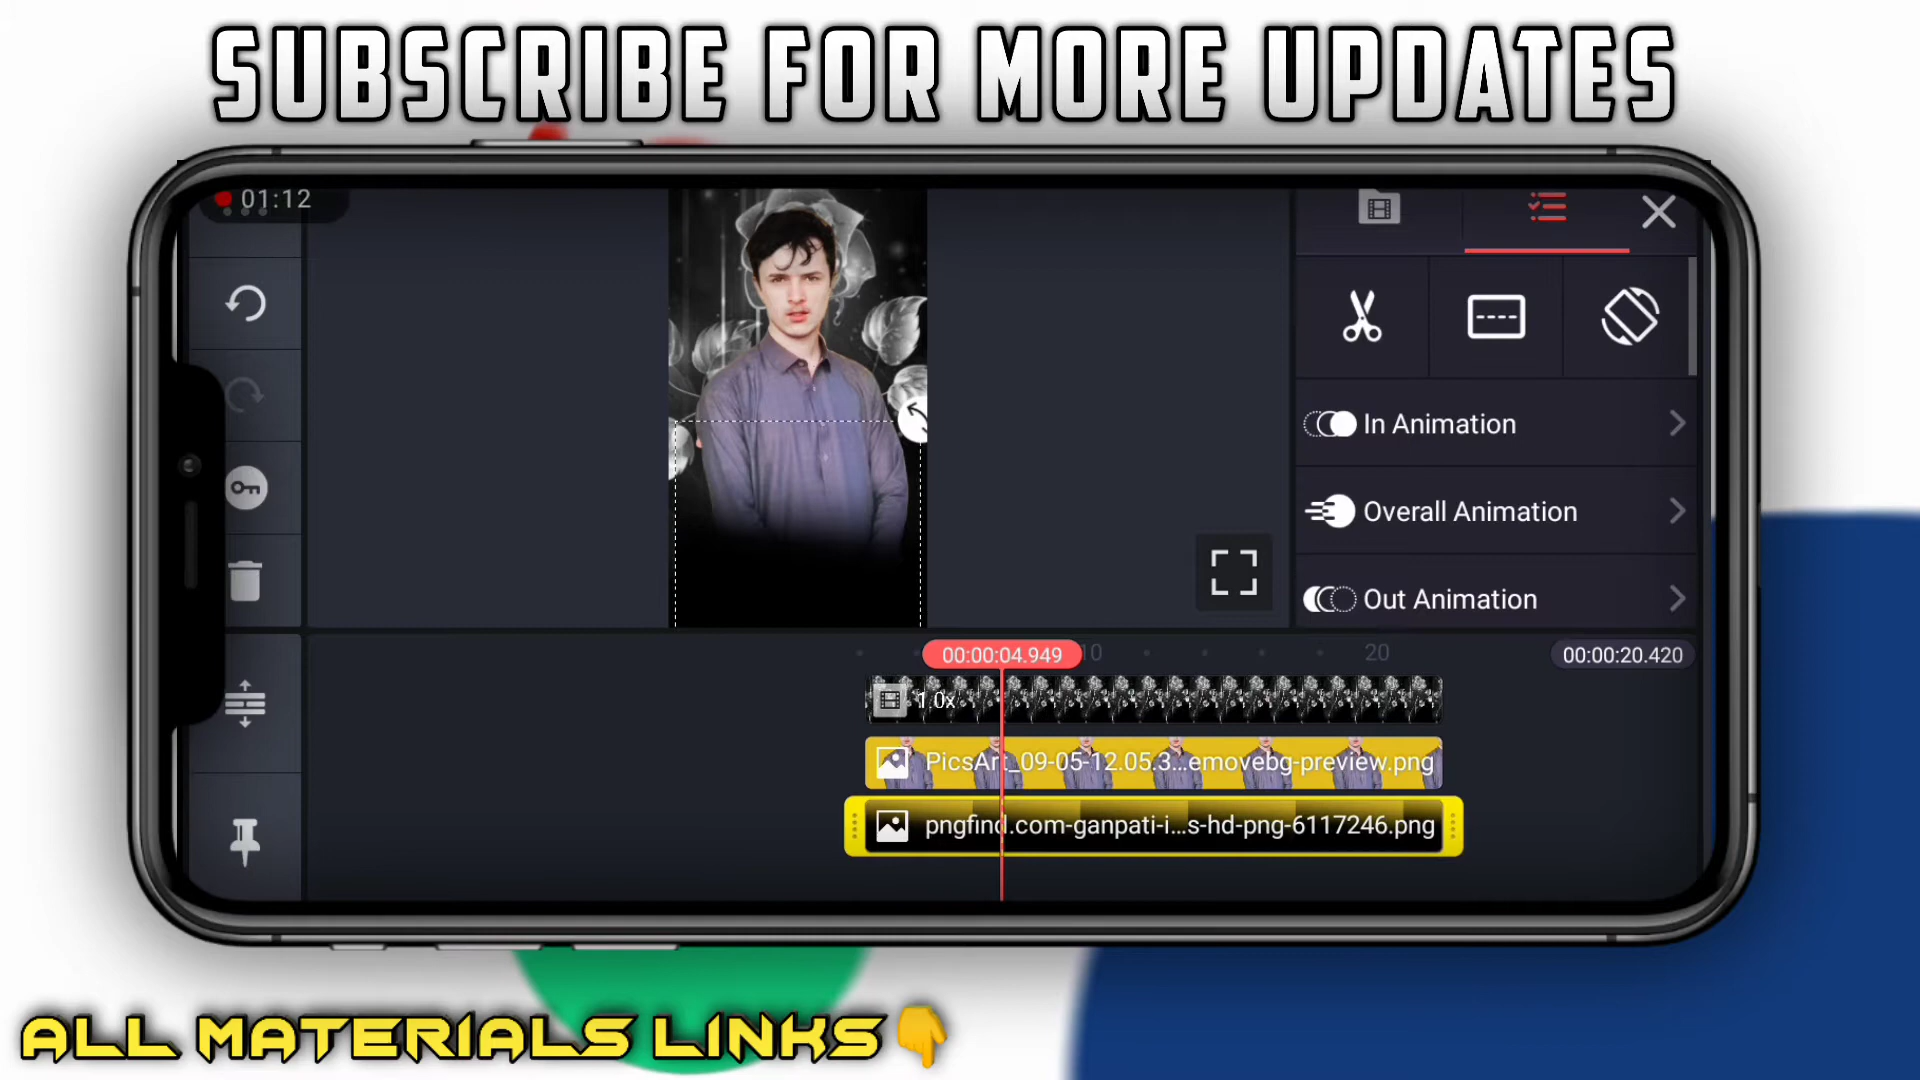 SUBSCRIBE FOR MORE UPDATES
01:12
In Animation
Overall Animation
Out Animation
00:00:04.949
10
20
00:00:20.420
1.0x
PicsArt_09-05-12.05.3...emovebg-preview.png
pngfind.com-ganpati-i...s-hd-png-6117246.png
ALL MATERIALS LINKS👇